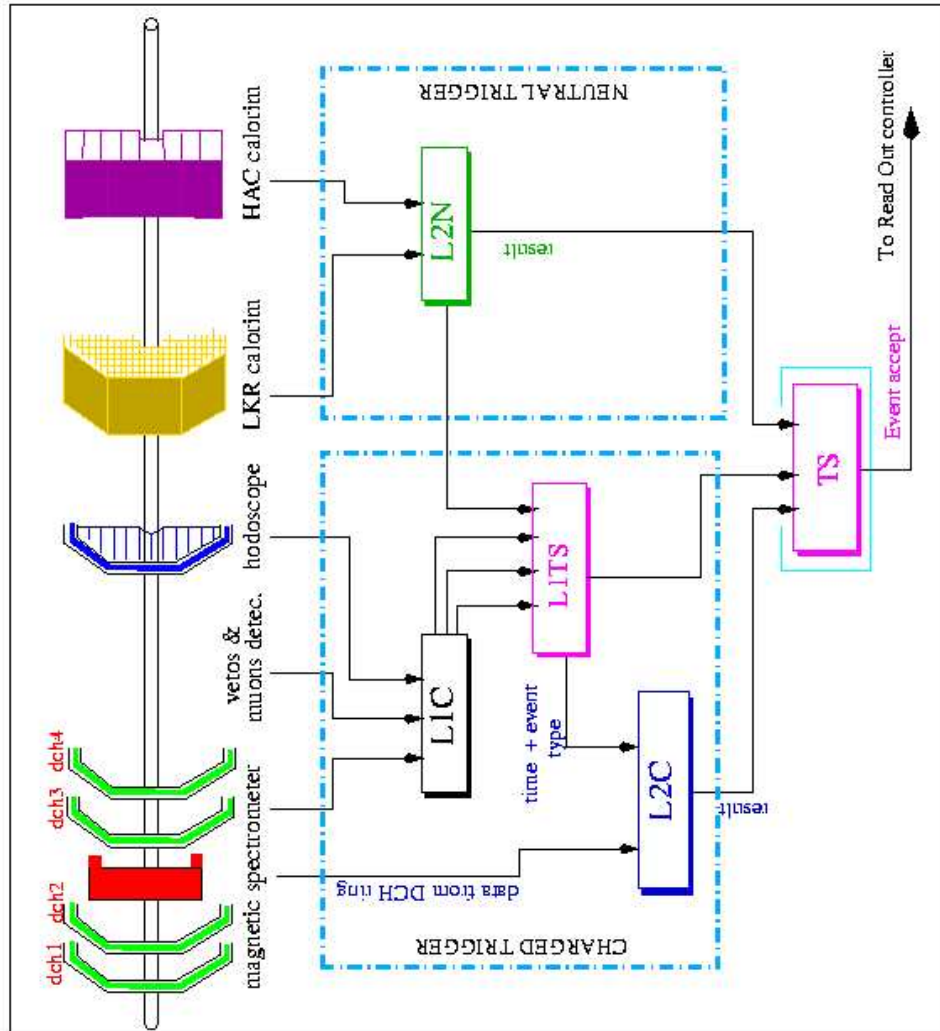 dch1
dch2
dch3
dch4
magnetic spectrometer
vetos &
muons detec.
hodoscope
LKR calorim
HAC calorim
CHARGED TRIGGER
NEUTRAL TRIGGER
data from DCH ring
L1C
L2N
result
time + event
type
L1TS
L2C
result
TS
Event accept
To Read Out controller